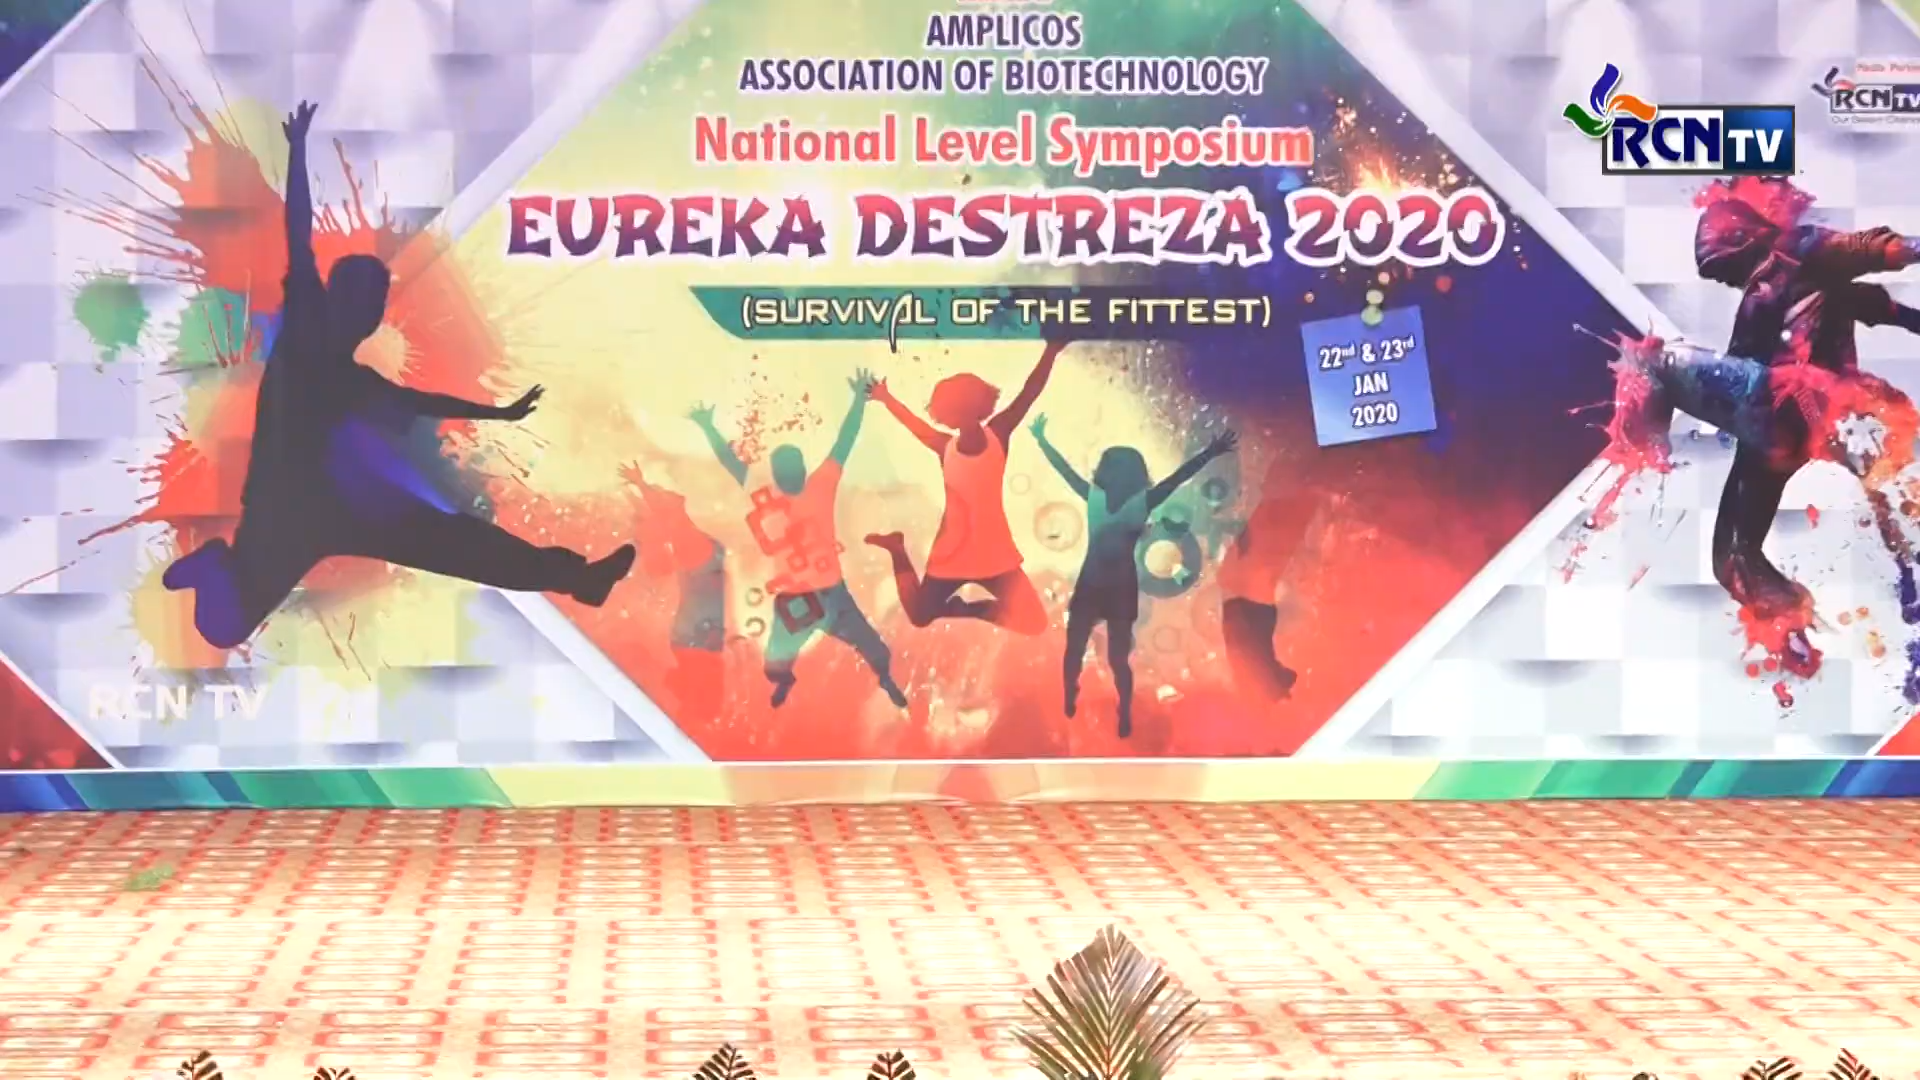 AMPLICOS
ASSOCIATION OF BIOTECHNOLOGY
National Level Symposium
EUREKA DESTREZA 2020
(SURVIVAL OF THE FITTEST)
22nd & 23rd
JAN
2020
RCN TV
RCN TV
RCN TV